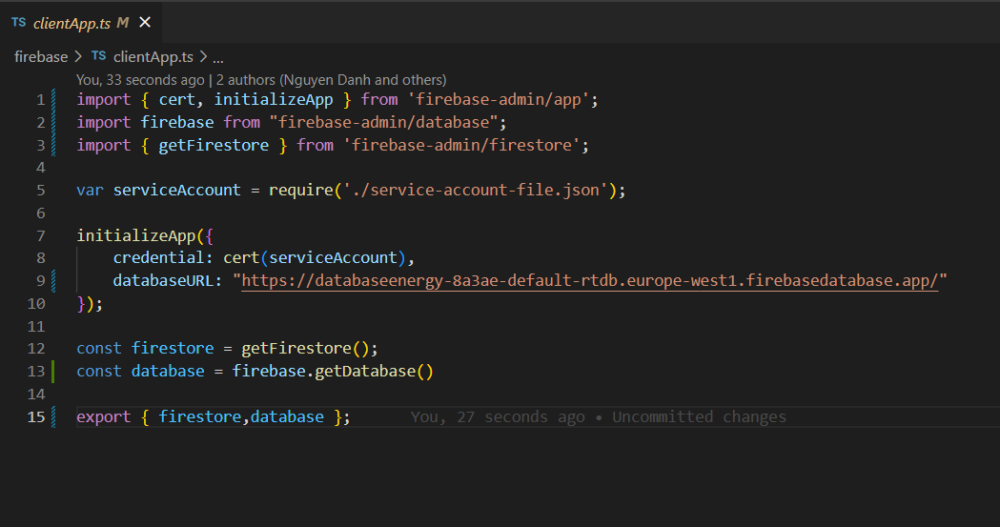 TS clientApp.ts M ✕
firebase > TS clientApp.ts > ...
You, 33 seconds ago | 2 authors (Nguyen Danh and others)
1 import { cert, initializeApp } from 'firebase-admin/app';
2 import firebase from "firebase-admin/database";
3 import { getFirestore } from 'firebase-admin/firestore';
4
5 var serviceAccount = require('./service-account-file.json');
6
7 initializeApp({
8     credential: cert(serviceAccount),
9     databaseURL: "https://databaseenergy-8a3ae-default-rtdb.europe-west1.firebasedatabase.app/"
10 });
11
12 const firestore = getFirestore();
13 const database = firebase.getDatabase()
14
15 export { firestore,database };      You, 27 seconds ago • Uncommitted changes